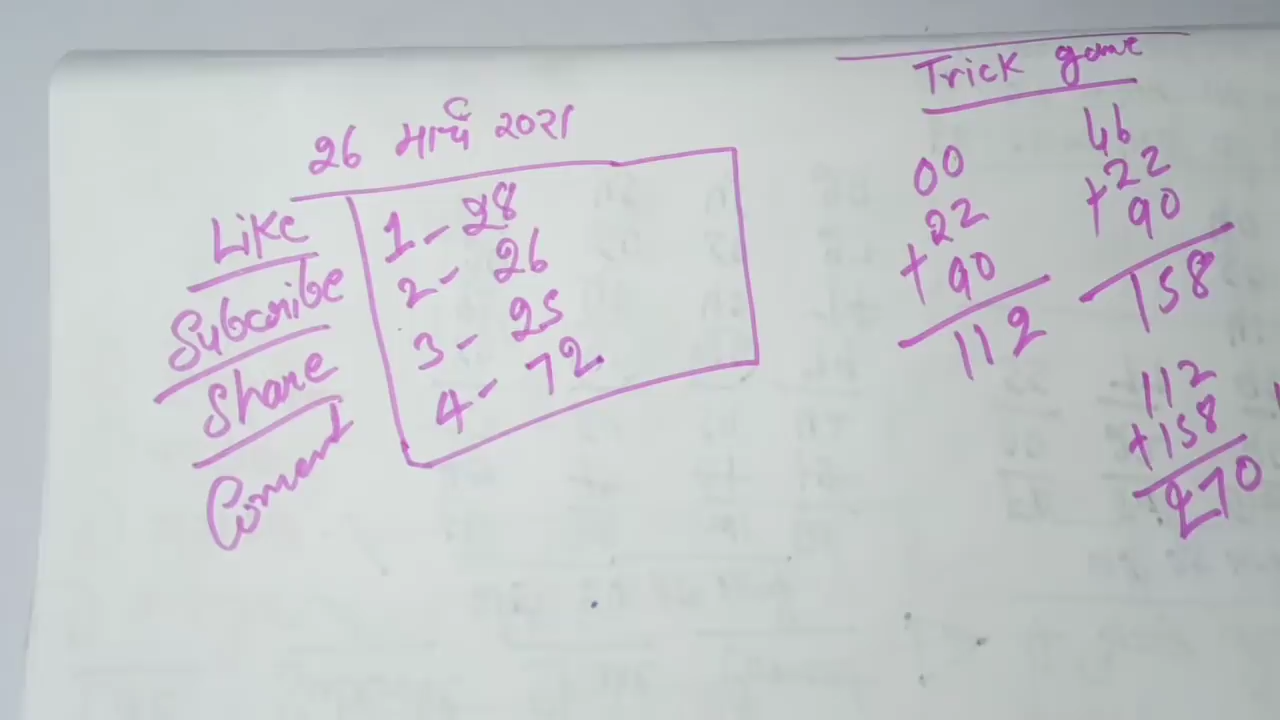 26 मार्च 2021
Like
Subscribe
Share
Comment
1 - 28
2 - 26
3 - 25
4 - 72
Trick game
00
22
+ 90
112
46
+ 22
90
158
112
+ 158
270